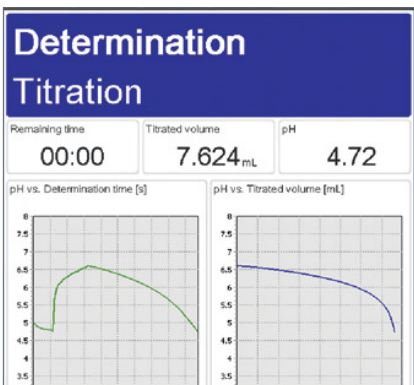 Determination
Titration
Remaining time
00:00
Titrated volume
7.624 mL
pH
4.72
pH vs. Determination time [s]
8
7.5
7
6.5
6
5.5
5
4.5
4
3.5
pH vs. Titrated volume [mL]
8
7.5
7
6.5
6
5.5
5
4.5
4
3.5